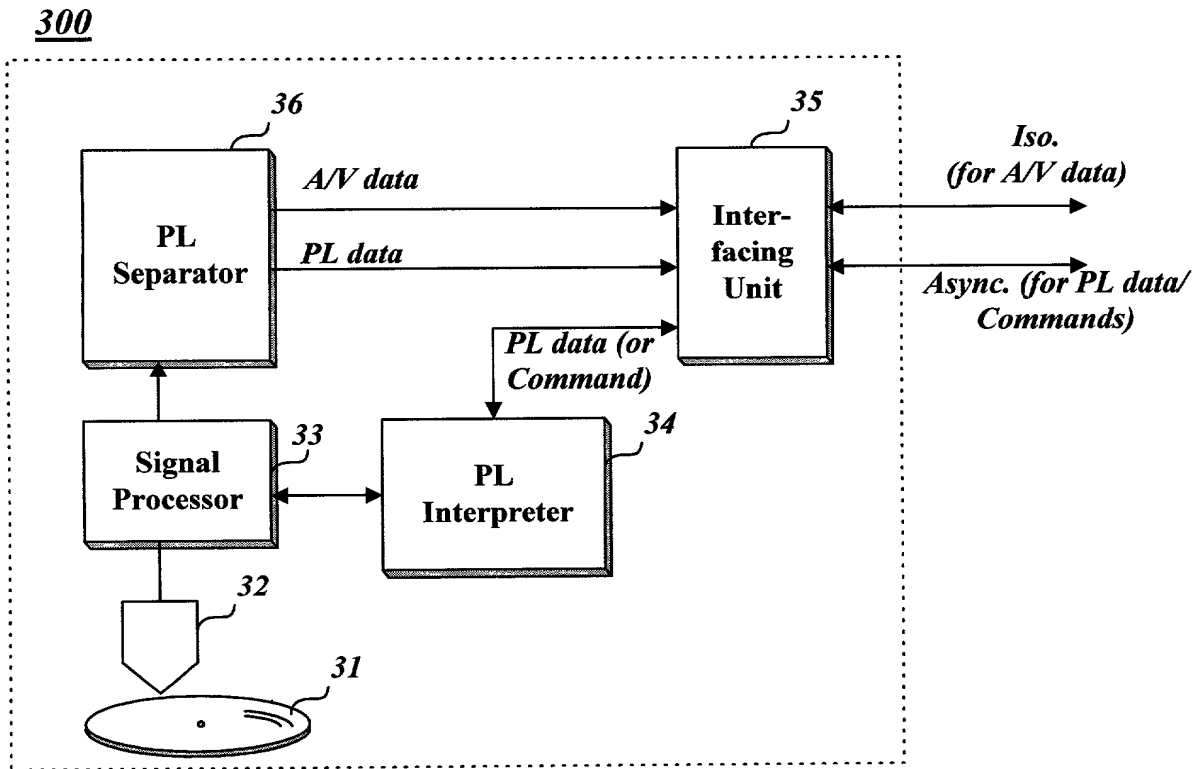 300
36
35
Iso.
(for A/V data)
A/V data
PL
Separator
Inter-
facing
Unit
PL data
Async. (for PL data/
Commands)
PL data (or
Command)
33
34
Signal
Processor
PL
Interpreter
32
31